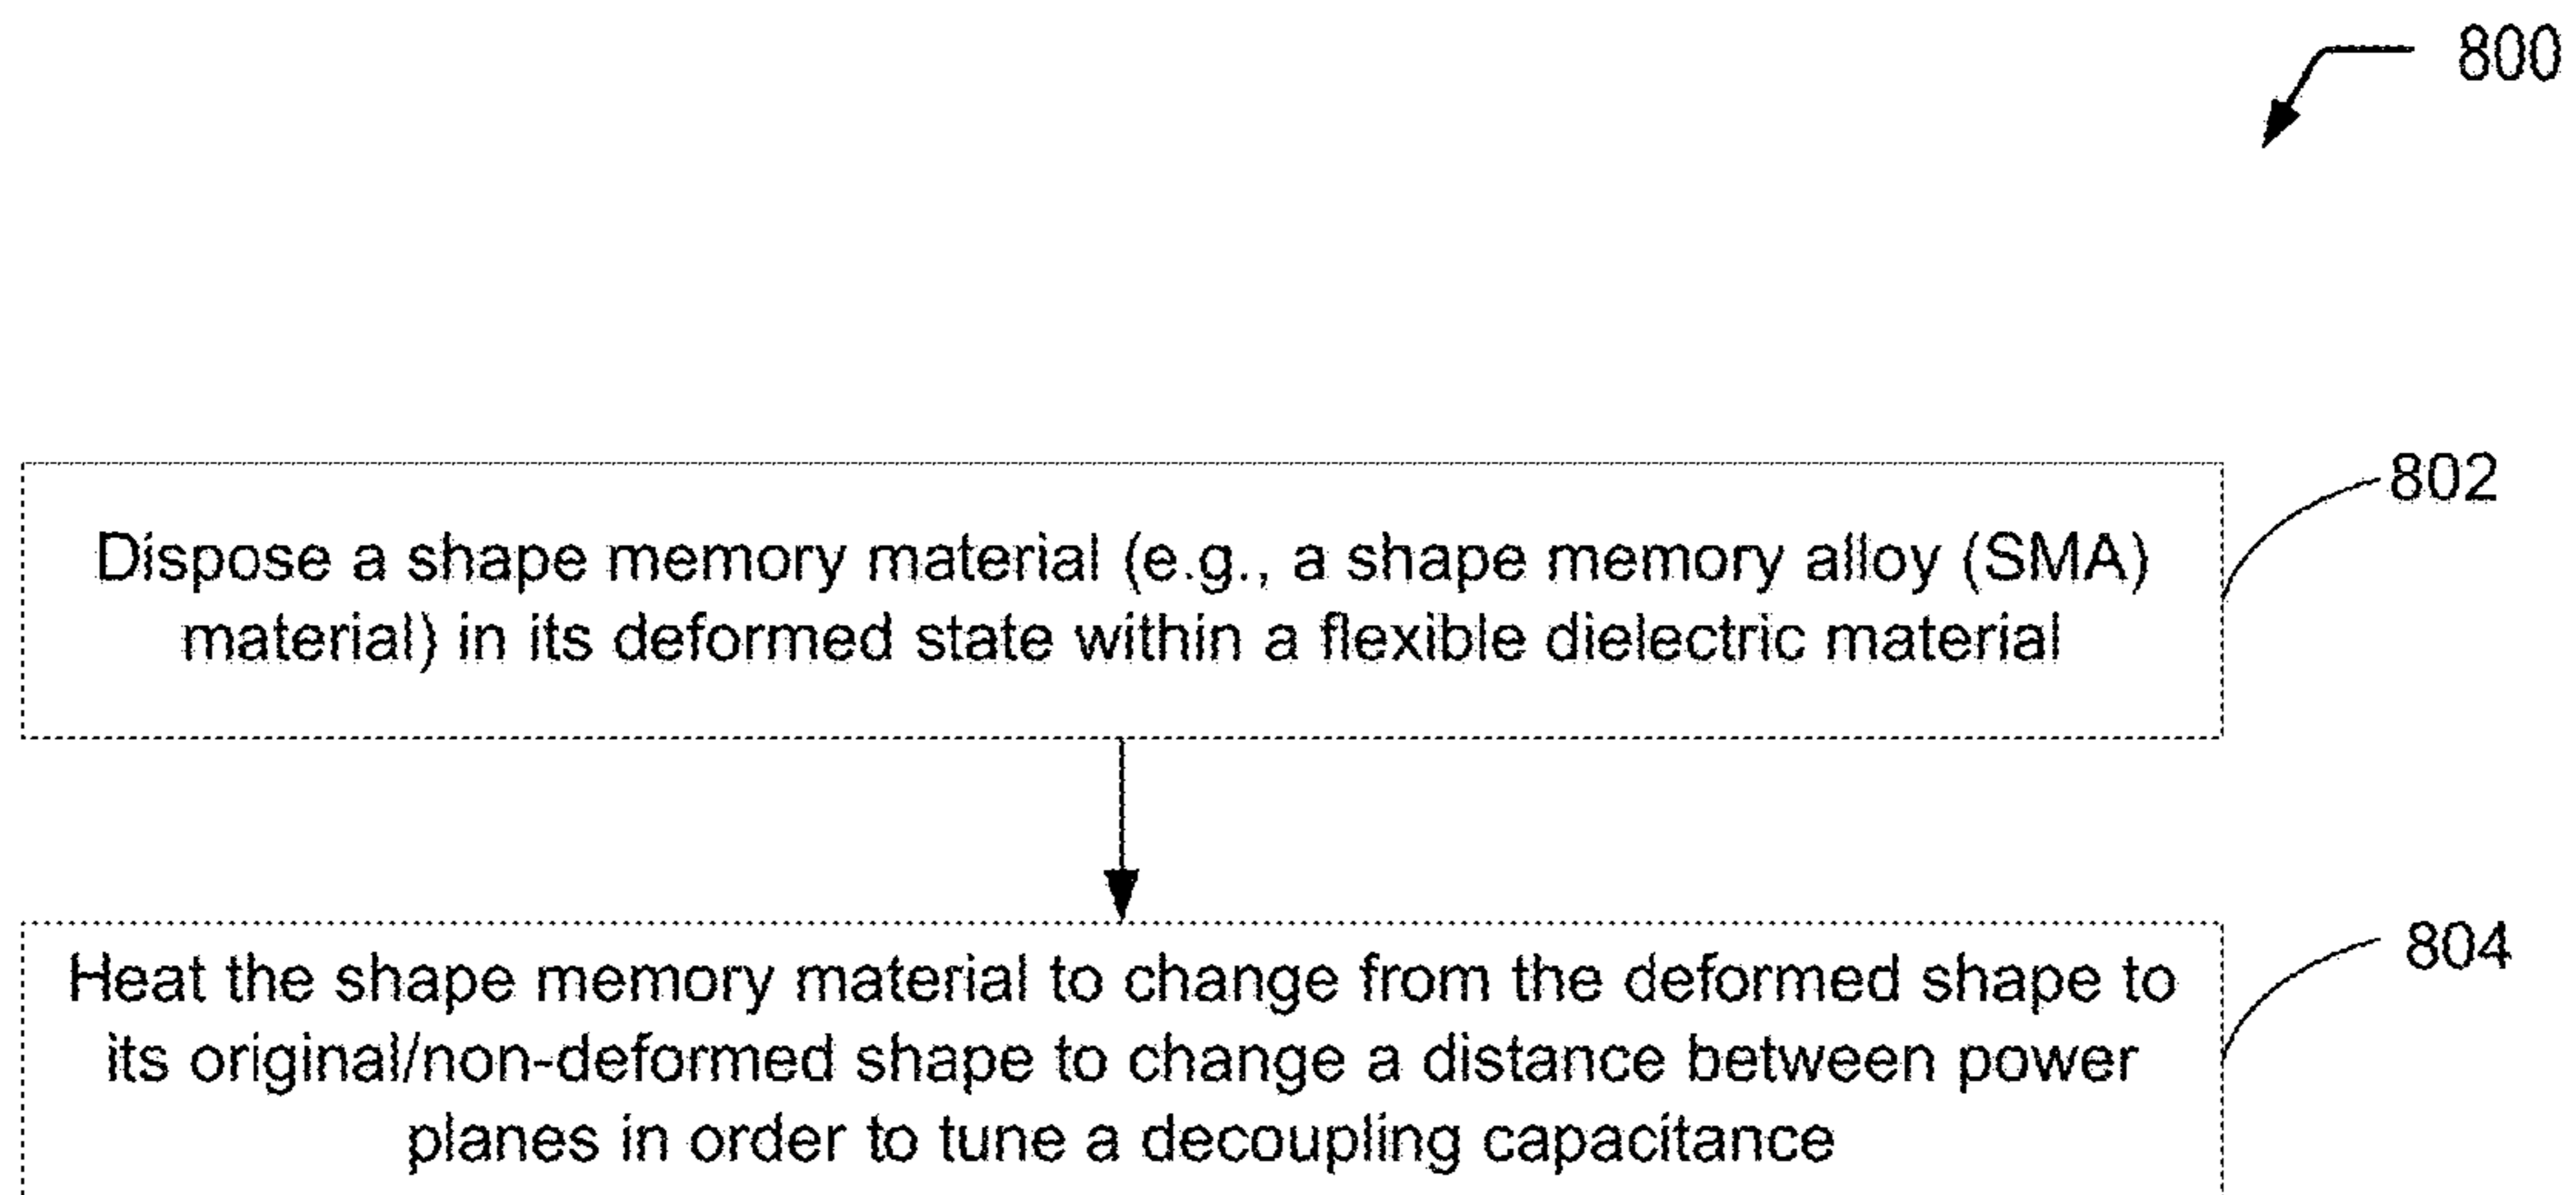 800
802
Dispose a shape memory material (e.g., a shape memory alloy (SMA)
material) in its deformed state within a flexible dielectric material
804
Heat the shape memory material to change from the deformed shape to
its original/non-deformed shape to change a distance between power
planes in order to tune a decoupling capacitance